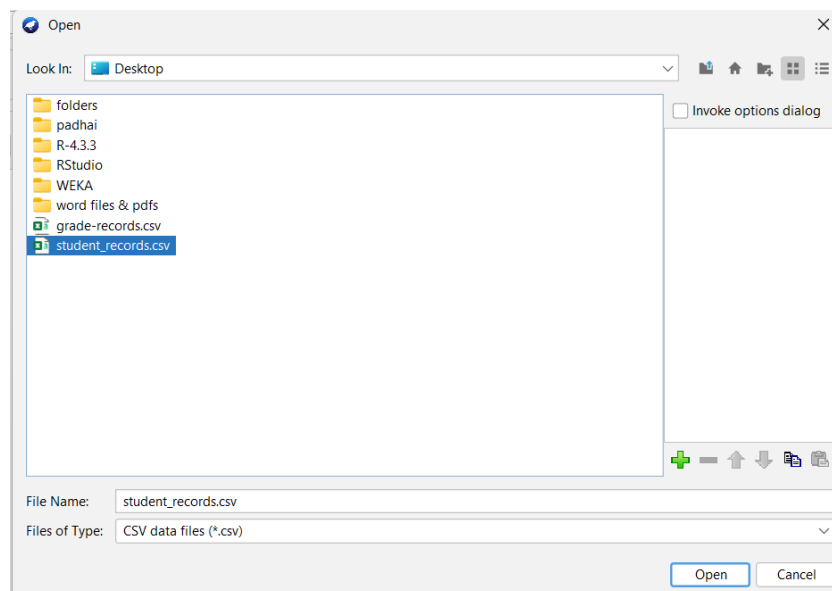 Open
Look In: Desktop
Invoke options dialog
folders
padhai
R-4.3.3
RStudio
WEKA
word files & pdfs
grade-records.csv
student_records.csv
File Name: student_records.csv
Files of Type: CSV data files (*.csv)
Open Cancel